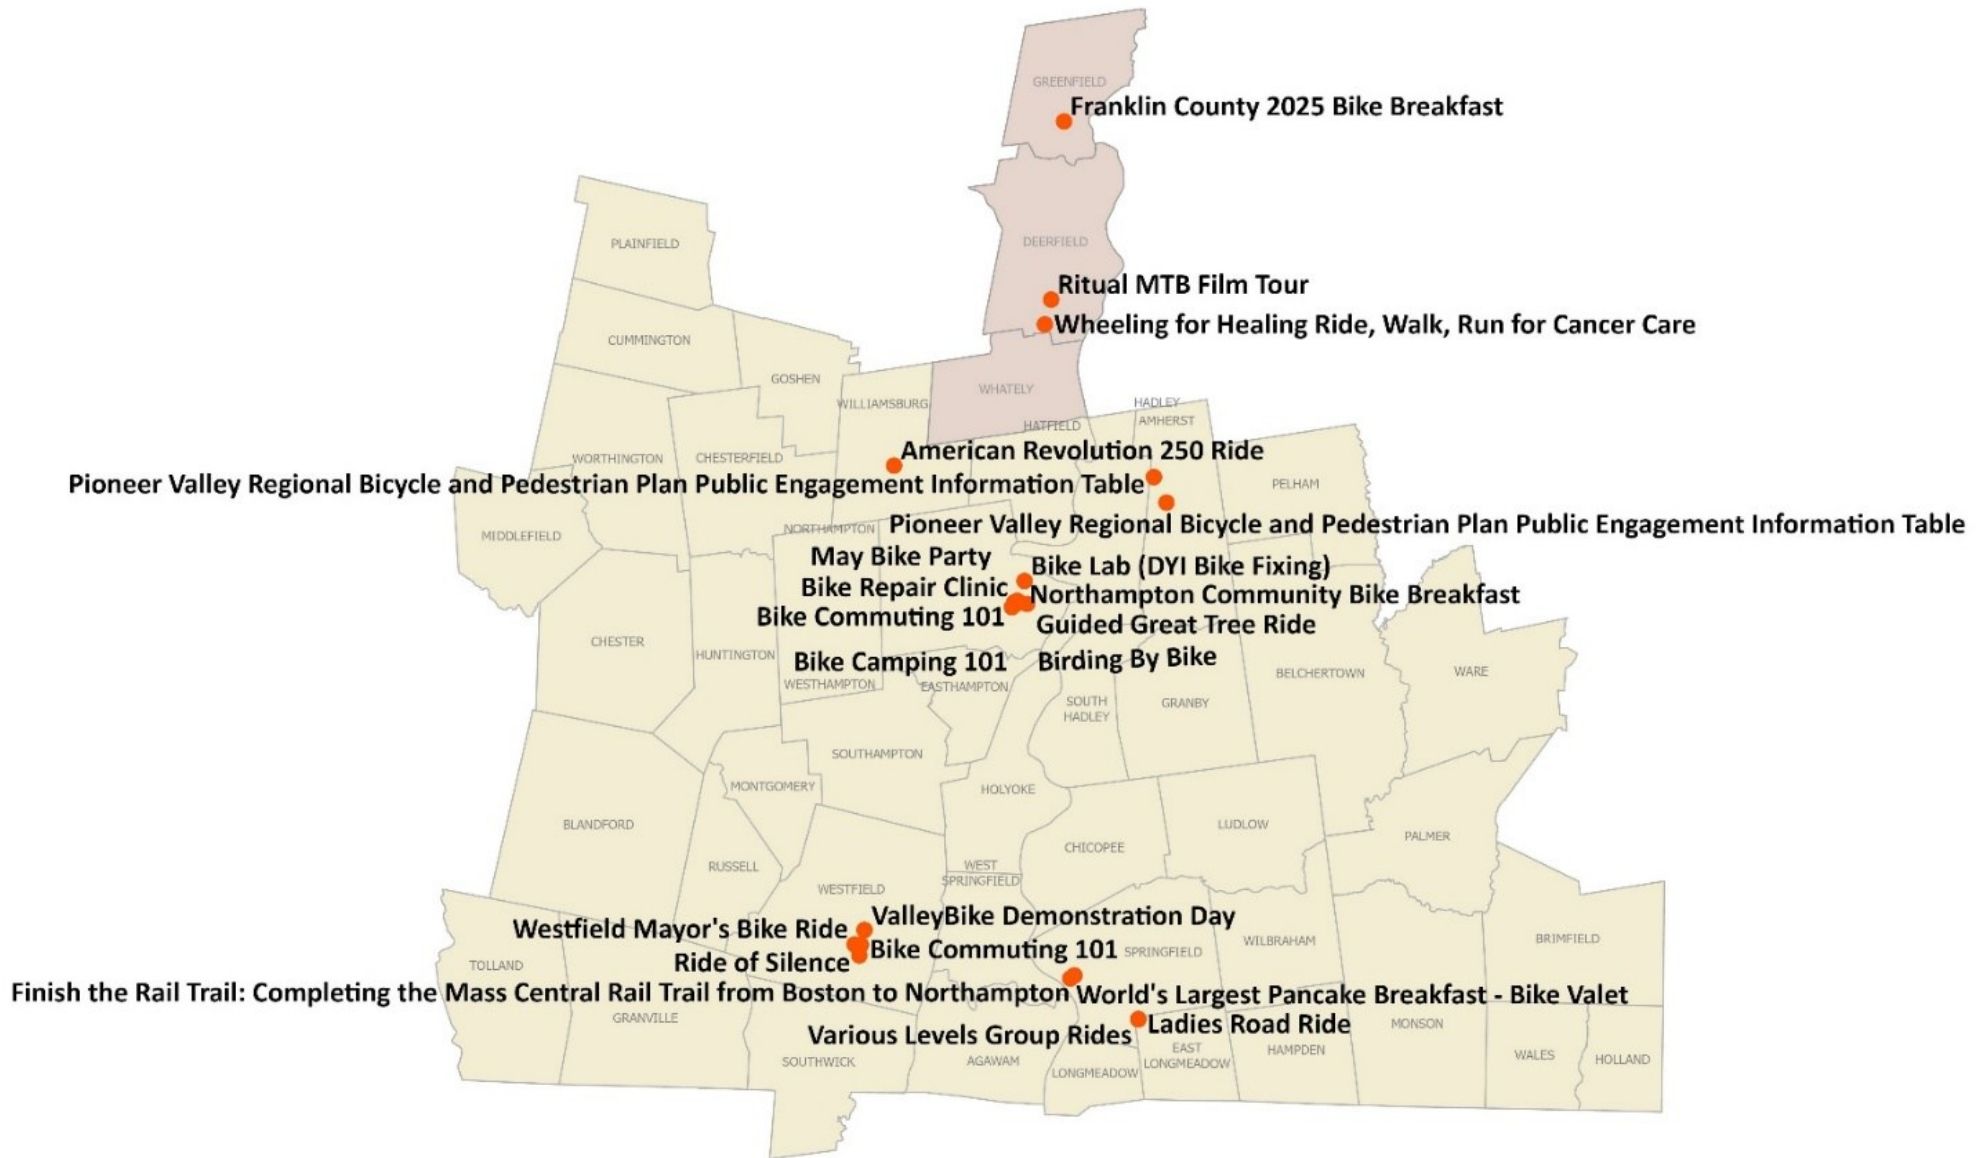 GREENFIELD
Franklin County 2025 Bike Breakfast
PLAINFIELD
DEERFIELD
Ritual MTB Film Tour
Wheeling for Healing Ride, Walk, Run for Cancer Care
CUMMINGTON
GOSHEN
WHATELY
WILLIAMSBURG
HADLEY
AMHERST
HATFIELD
American Revolution 250 Ride
WORTHINGTON
CHESTERFIELD
Pioneer Valley Regional Bicycle and Pedestrian Plan Public Engagement Information Table
PELHAM
MIDDLEFIELD
NORTHAMPTON
Pioneer Valley Regional Bicycle and Pedestrian Plan Public Engagement Information Table
May Bike Party
Bike Lab (DYI Bike Fixing)
Bike Repair Clinic
Northampton Community Bike Breakfast
Bike Commuting 101
Guided Great Tree Ride
CHESTER
HUNTINGTON
Bike Camping 101
Birding By Bike
WESTHAMPTON
EASTHAMPTON
BELCHERTOWN
WARE
SOUTH
HADLEY
GRANBY
SOUTHAMPTON
MONTGOMERY
HOLYOKE
BLANDFORD
LUDLOW
PALMER
CHICOPEE
RUSSELL
WEST
SPRINGFIELD
WESTFIELD
ValleyBike Demonstration Day
Westfield Mayor's Bike Ride
Bike Commuting 101
SPRINGFIELD
WILBRAHAM
BRIMFIELD
TOLLAND
Ride of Silence
Finish the Rail Trail: Completing the Mass Central Rail Trail from Boston to Northampton
World's Largest Pancake Breakfast - Bike Valet
GRANVILLE
Various Levels Group Rides
Ladies Road Ride
MONSON
SOUTHWICK
AGAWAM
LONGMEADOW
EAST
LONGMEADOW
HAMPDEN
WALES
HOLLAND